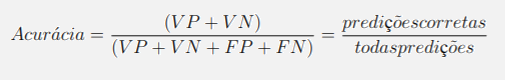 Acurácia = (VP + VN) / (VP + VN + FP + FN) = prediçõescorretas / todaspredições